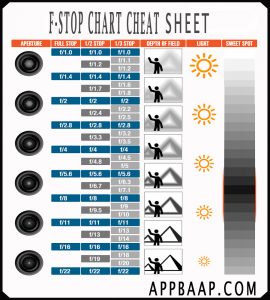 F-STOP CHART CHEAT SHEET
APERTURE FULL STOP 1/2 STOP 1/3 STOP DEPTH OF FIELD LIGHT SWEET SPOT
f/1.0 f/1.0 f/1.0
f/1.1
f/1.2 f/1.2
f/1.4 f/1.4 f/1.4
f/1.6
f/1.7 f/1.8
f/2 f/2 f/2
f/2.2
f/2.4 f/2.5
f/2.8 f/2.8 f/2.8
f/3.2
f/3.3 f/3.5
f/4 f/4 f/4
f/4.5
f/4.8 f/5
f/5.6 f/5.6 f/5.6
f/6.3
f/6.7 f/7.1
f/8 f/8 f/8
f/9
f/9.5 f/10
f/11 f/11 f/11
f/13
f/13 f/14
f/16 f/16 f/16
f/18
f/19 f/20
f/22 f/22 f/22
APPBAAP.COM